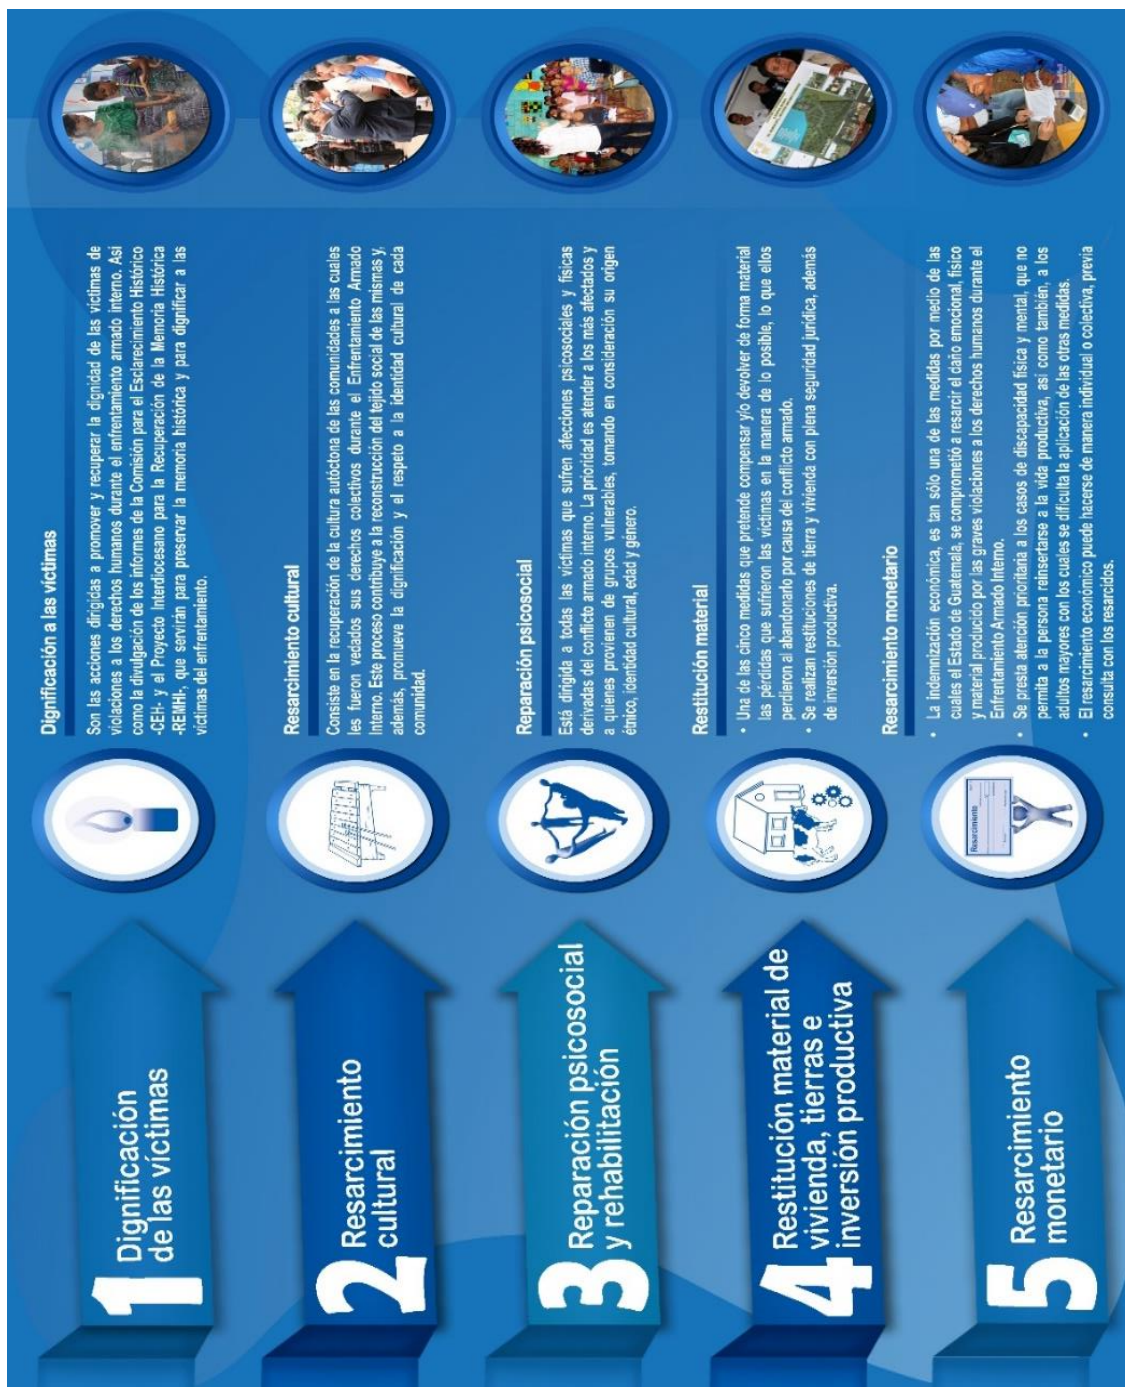 1 Dignificación
de las víctimas
Dignificación a las víctimas
Son las acciones dirigidas a promover y recuperar la dignidad de las víctimas de
violaciones a los derechos humanos durante el enfrentamiento armado interno. Así
como la divulgación de los informes de la Comisión para el Esclarecimiento Histórico
-CEH- y el Proyecto Interdiocesano para la Recuperación de la Memoria Histórica
-REMHI, que servirán para preservar la memoria histórica y para dignificar a las
víctimas del enfrentamiento.
2 Resarcimiento
cultural
Resarcimiento cultural
Consiste en la recuperación de la cultura autóctona de las comunidades a las cuales
les fueron vedados sus derechos colectivos durante el Enfrentamiento Armado
Interno. Este proceso contribuye a la reconstrucción del tejido social de las mismas y,
además, promueve la dignificación y el respeto a la identidad cultural de cada
comunidad.
3 Reparación psicosocial
y rehabilitación
Reparación psicosocial
Está dirigida a todas las víctimas que sufren afecciones psicosociales y físicas
derivadas del conflicto armado interno. La prioridad es atender a los más afectados y
a quienes provienen de grupos vulnerables, tomando en consideración su origen
étnico, identidad cultural, edad y género.
4 Restitución material de
vivienda, tierras e
inversión productiva
Restitución material
• Una de las cinco medidas que pretende compensar y/o devolver de forma material
las pérdidas que sufrieron las víctimas en la manera de lo posible, lo que ellos
perdieron al abandonarlo por causa del conflicto armado.
• Se realizan restituciones de tierra y vivienda con plena seguridad jurídica, además
de inversión productiva.
5 Resarcimiento
monetario
Resarcimiento
Resarcimiento monetario
• La indemnización económica, es tan sólo una de las medidas por medio de las
cuales el Estado de Guatemala, se comprometió a resarcir el daño emocional, físico
y material producido por las graves violaciones a los derechos humanos durante el
Enfrentamiento Armado Interno.
• Se presta atención prioritaria a los casos de discapacidad física y mental, que no
permita a la persona reinsertarse a la vida productiva, así como también, a los
adultos mayores con los cuales se dificulta la aplicación de las otras medidas.
• El resarcimiento económico puede hacerse de manera individual o colectiva, previa
consulta con los resarcidos.